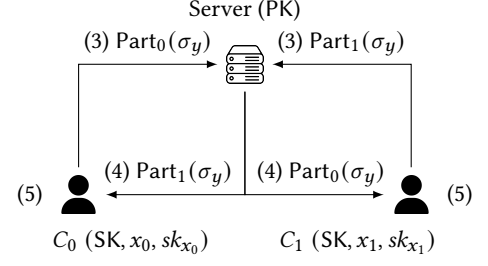 Server (PK)
(3) Part₀(σ_y) (3) Part₁(σ_y)
(4) Part₁(σ_y) (4) Part₀(σ_y)
(5) (5)
C₀ (SK, x₀, sk_{x₀}) C₁ (SK, x₁, sk_{x₁})